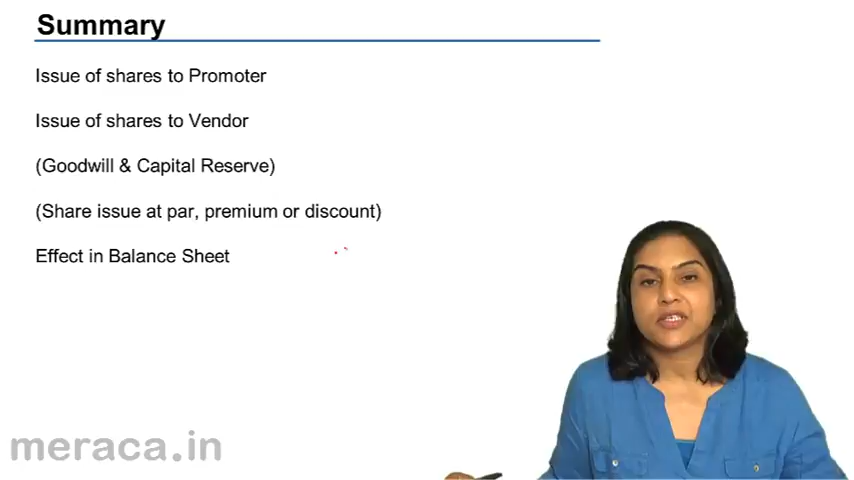 Summary
Issue of shares to Promoter
Issue of shares to Vendor
(Goodwill & Capital Reserve)
(Share issue at par, premium or discount)
Effect in Balance Sheet
meraca.in